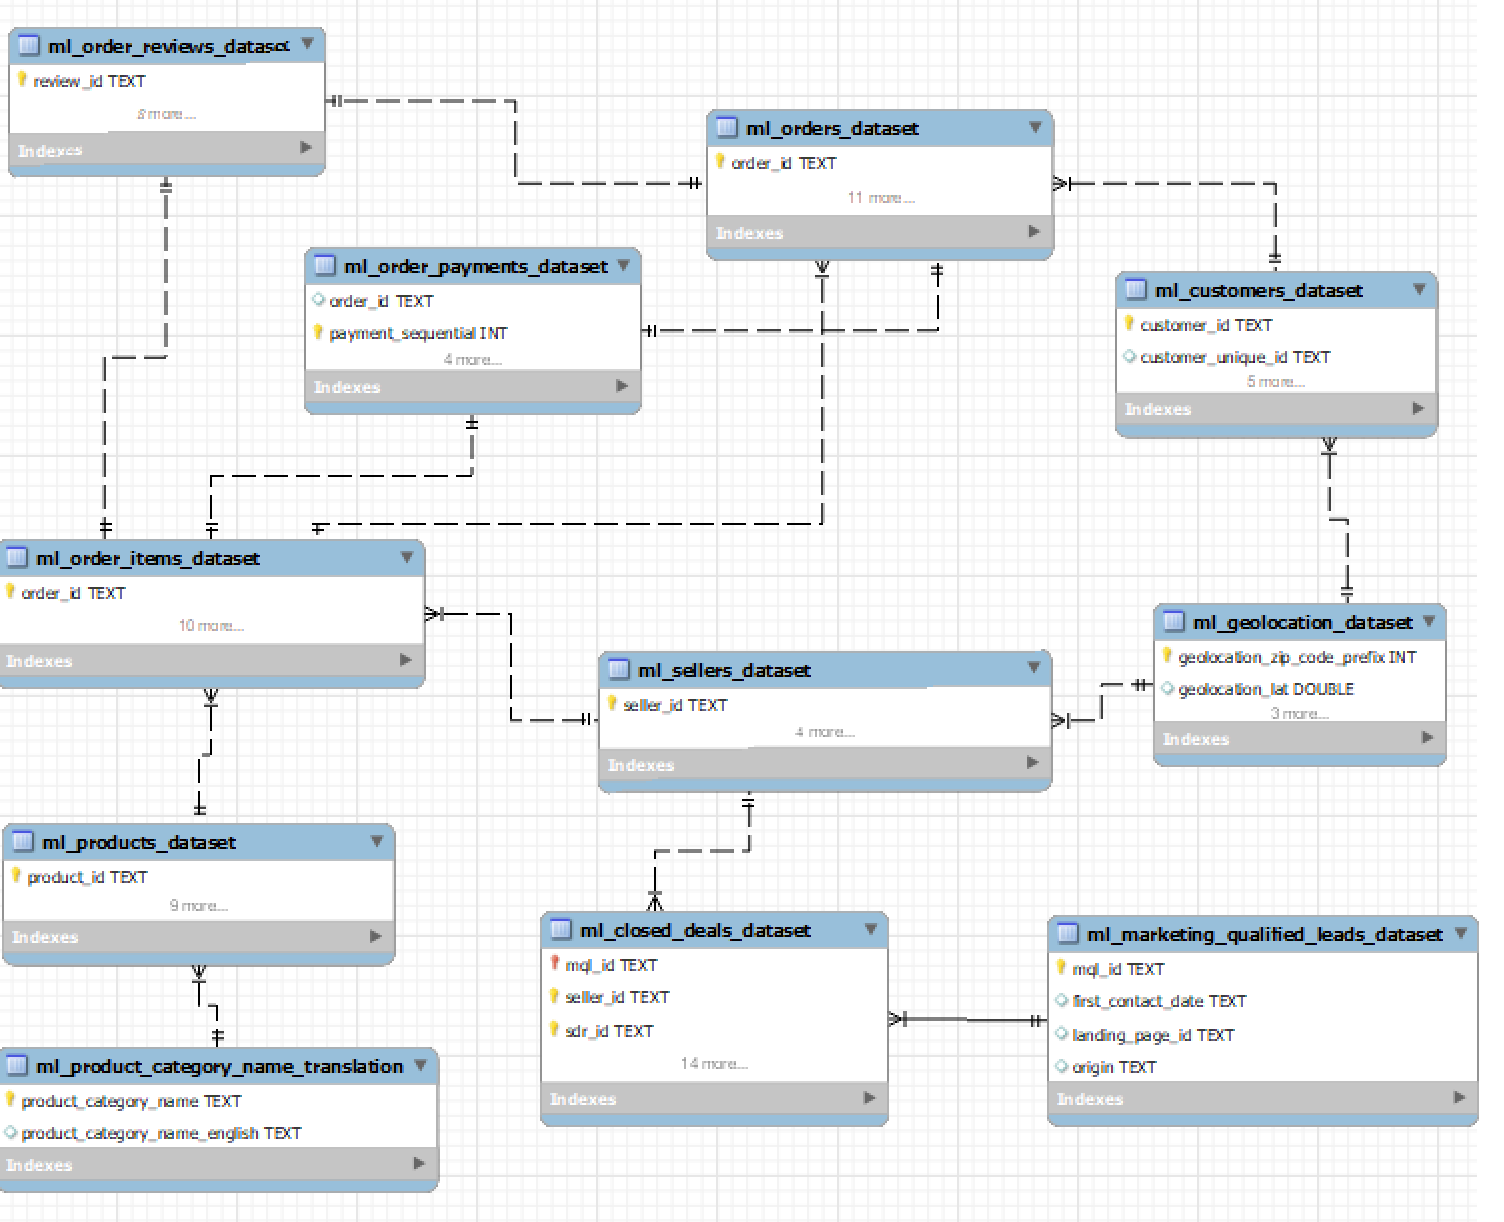 ml_order_reviews_dataset
review_id TEXT
8 more...
Indexes
ml_orders_dataset
order_id TEXT
11 more...
Indexes
ml_order_payments_dataset
order_id TEXT
payment_sequential INT
4 more...
Indexes
ml_customers_dataset
customer_id TEXT
customer_unique_id TEXT
5 more...
Indexes
ml_order_items_dataset
order_id TEXT
10 more...
Indexes
ml_sellers_dataset
seller_id TEXT
4 more...
Indexes
ml_geolocation_dataset
geolocation_zip_code_prefix INT
geolocation_lat DOUBLE
3 more...
Indexes
ml_products_dataset
product_id TEXT
9 more...
Indexes
ml_closed_deals_dataset
mql_id TEXT
seller_id TEXT
sdr_id TEXT
14 more...
Indexes
ml_marketing_qualified_leads_dataset
mql_id TEXT
first_contact_date TEXT
landing_page_id TEXT
origin TEXT
Indexes
ml_product_category_name_translation
product_category_name TEXT
product_category_name_english TEXT
Indexes